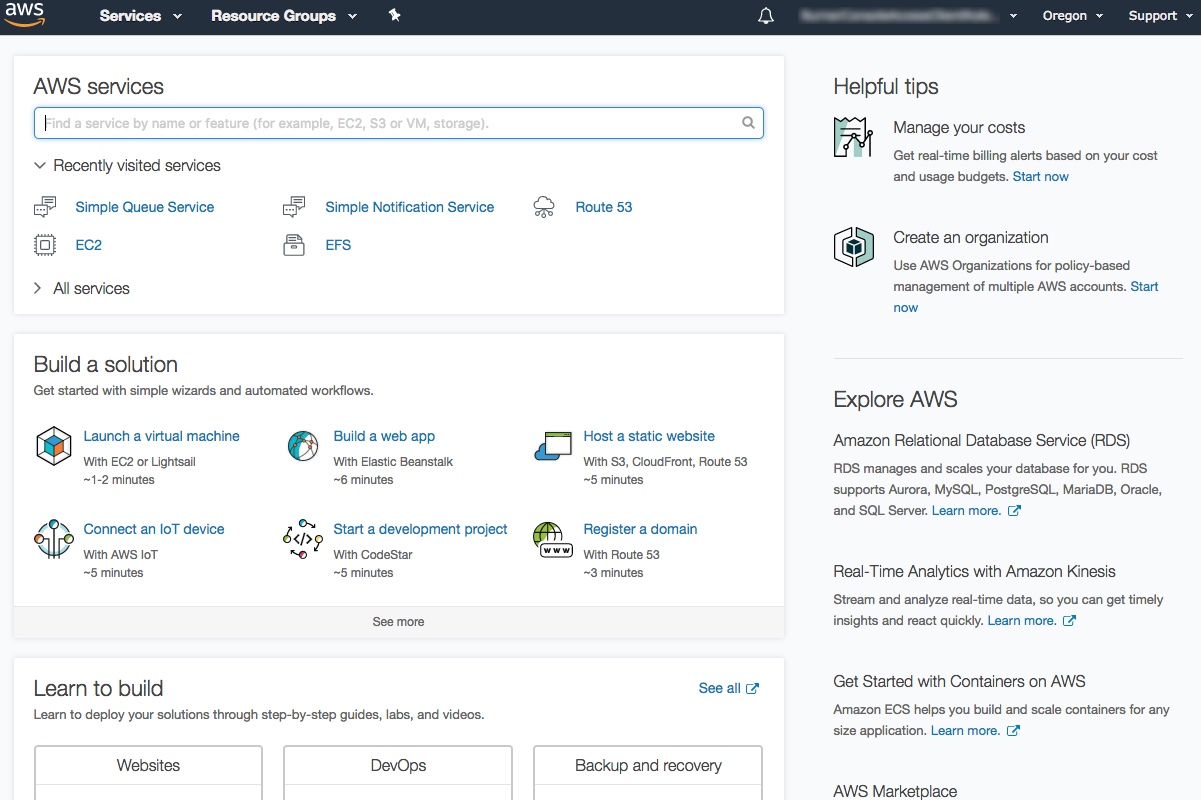 aws
Services
Resource Groups
Oregon
Support
AWS services
Find a service by name or feature (for example, EC2, S3 or VM, storage).
Recently visited services
Simple Queue Service
Simple Notification Service
Route 53
EC2
EFS
All services
Build a solution
Get started with simple wizards and automated workflows.
Launch a virtual machine
With EC2 or Lightsail
~1-2 minutes
Build a web app
With Elastic Beanstalk
~6 minutes
Host a static website
With S3, CloudFront, Route 53
~5 minutes
Connect an IoT device
With AWS IoT
~5 minutes
Start a development project
With CodeStar
~5 minutes
www
Register a domain
With Route 53
~3 minutes
See more
Learn to build
See all
Learn to deploy your solutions through step-by-step guides, labs, and videos.
Websites
DevOps
Backup and recovery
Helpful tips
Manage your costs
Get real-time billing alerts based on your cost
and usage budgets. Start now
Create an organization
Use AWS Organizations for policy-based
management of multiple AWS accounts. Start
now
Explore AWS
Amazon Relational Database Service (RDS)
RDS manages and scales your database for you. RDS
supports Aurora, MySQL, PostgreSQL, MariaDB, Oracle,
and SQL Server. Learn more.
Real-Time Analytics with Amazon Kinesis
Stream and analyze real-time data, so you can get timely
insights and react quickly. Learn more.
Get Started with Containers on AWS
Amazon ECS helps you build and scale containers for any
size application. Learn more.
AWS Marketplace